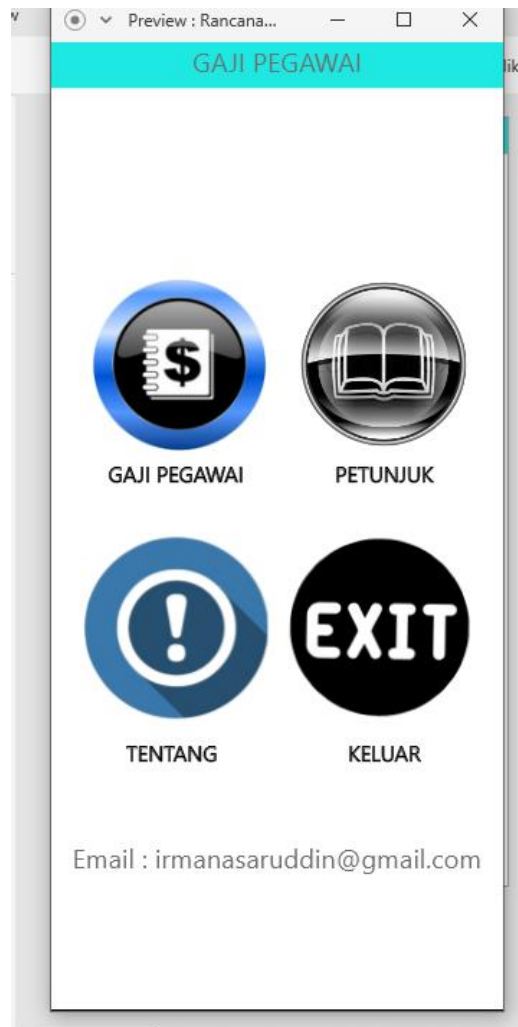 Preview : Rancana...
GAJI PEGAWAI
$
GAJI PEGAWAI
PETUNJUK
!
EXIT
TENTANG
KELUAR
Email : irmanasaruddin@gmail.com